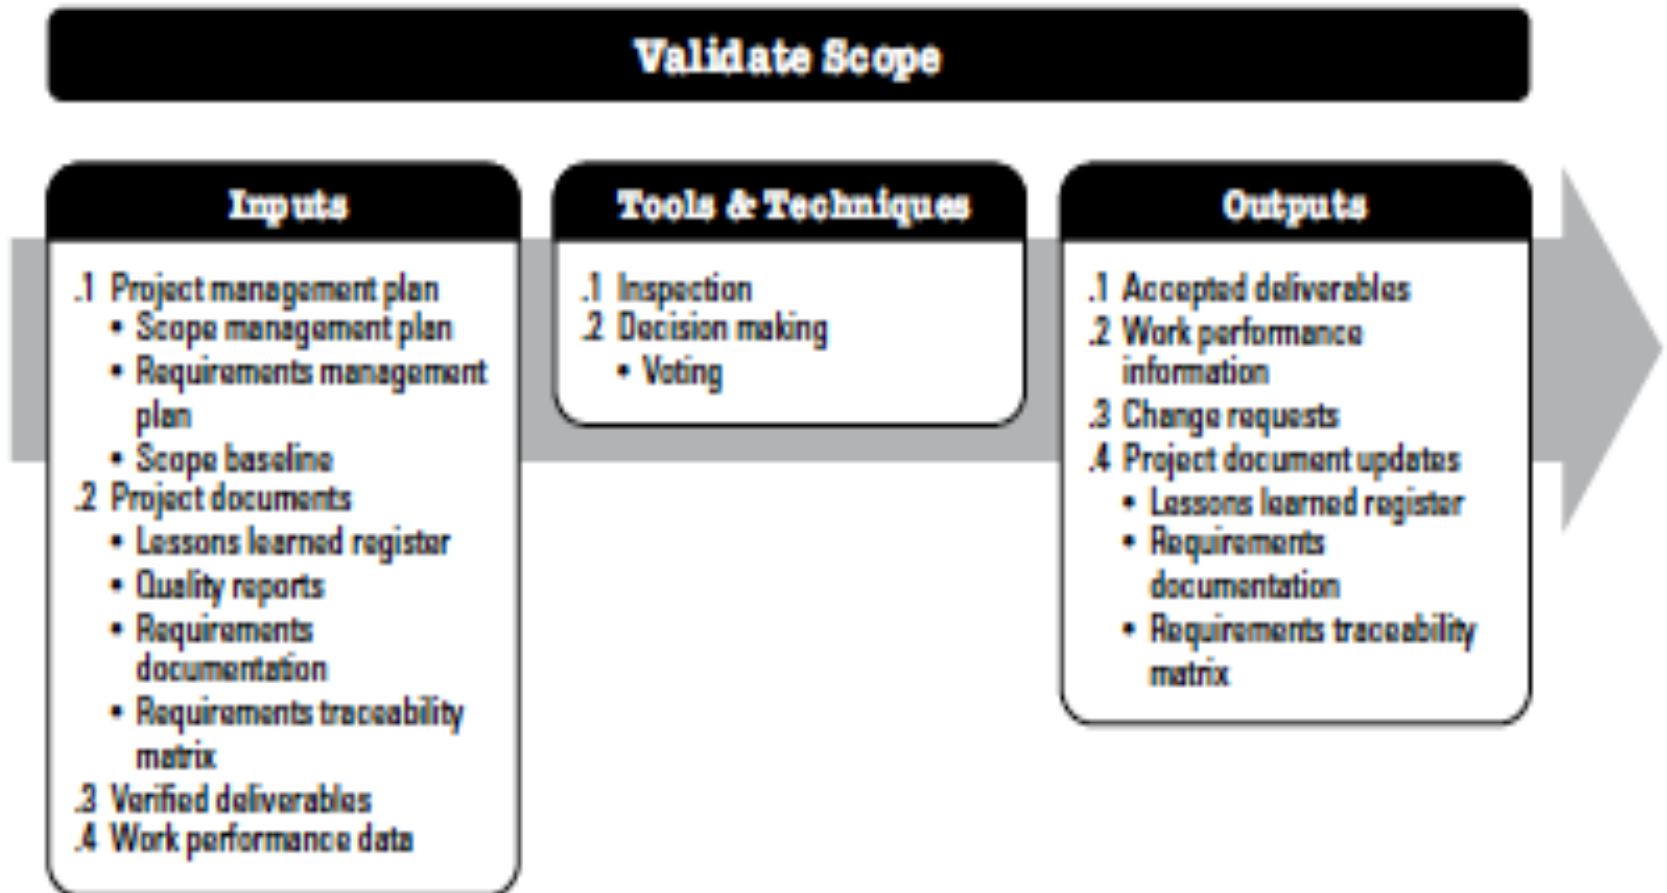 Validate Scope
Inputs
.1 Project management plan
• Scope management plan
• Requirements management
plan
• Scope baseline
.2 Project documents
• Lessons learned register
• Quality reports
• Requirements
documentation
• Requirements traceability
matrix
.3 Verified deliverables
.4 Work performance data
Tools & Techniques
.1 Inspection
.2 Decision making
• Voting
Outputs
.1 Accepted deliverables
.2 Work performance
information
.3 Change requests
.4 Project document updates
• Lessons learned register
• Requirements
documentation
• Requirements traceability
matrix